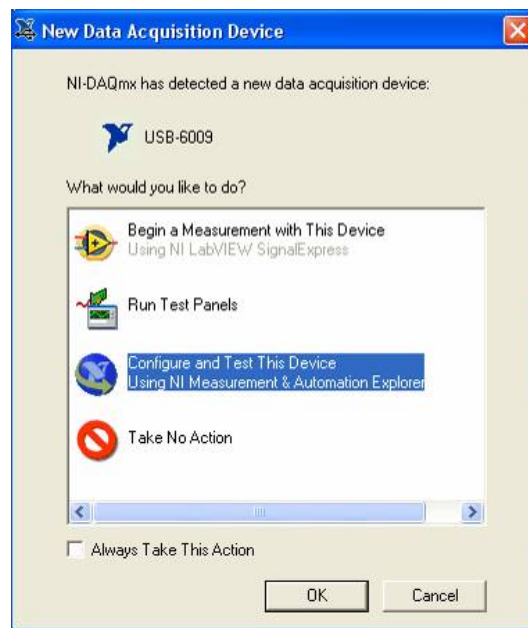 New Data Acquisition Device
NI-DAQmx has detected a new data acquisition device:
USB-6009
What would you like to do?
Begin a Measurement with This Device
Using NI LabVIEW SignalExpress
Run Test Panels
Configure and Test This Device
Using NI Measurement & Automation Explorer
Take No Action
Always Take This Action
OK
Cancel